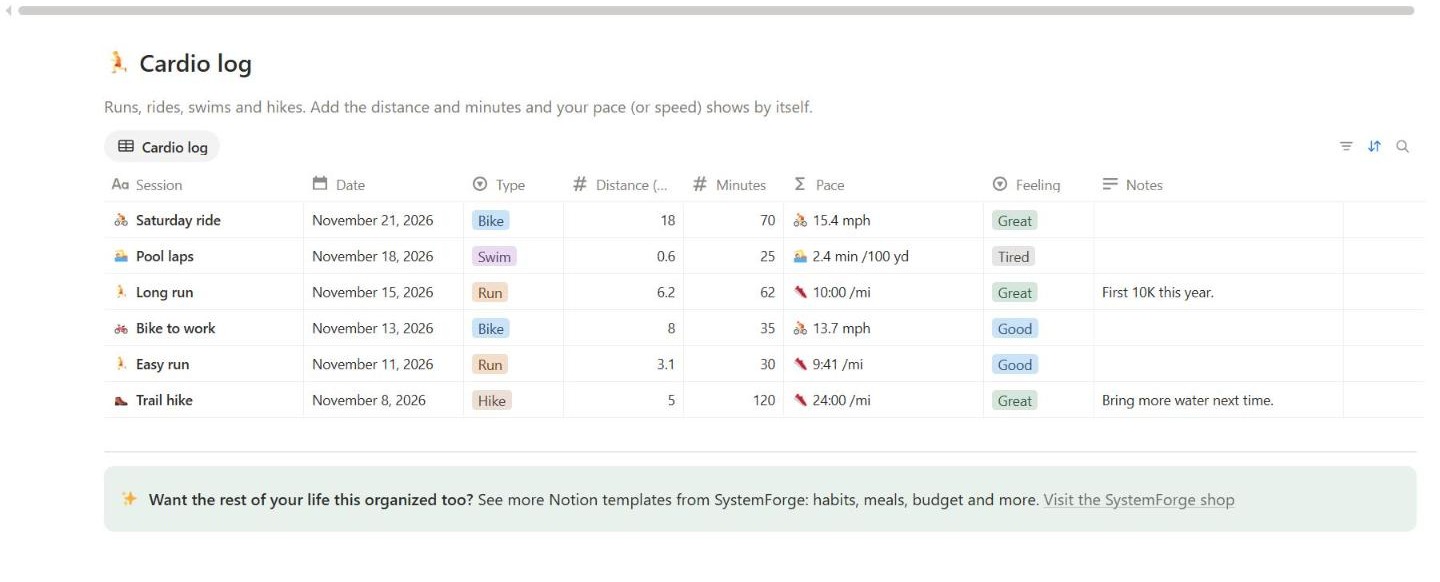 Cardio log
Runs, rides, swims and hikes. Add the distance and minutes and your pace (or speed) shows by itself.
Cardio log
Aa Session Date Type # Distance (... # Minutes Σ Pace Feeling Notes
Saturday ride November 21, 2026 Bike 18 70 15.4 mph Great
Pool laps November 18, 2026 Swim 0.6 25 2.4 min /100 yd Tired
Long run November 15, 2026 Run 6.2 62 10:00 /mi Great First 10K this year.
Bike to work November 13, 2026 Bike 8 35 13.7 mph Good
Easy run November 11, 2026 Run 3.1 30 9:41 /mi Good
Trail hike November 8, 2026 Hike 5 120 24:00 /mi Great Bring more water next time.
Want the rest of your life this organized too? See more Notion templates from SystemForge: habits, meals, budget and more. Visit the SystemForge shop